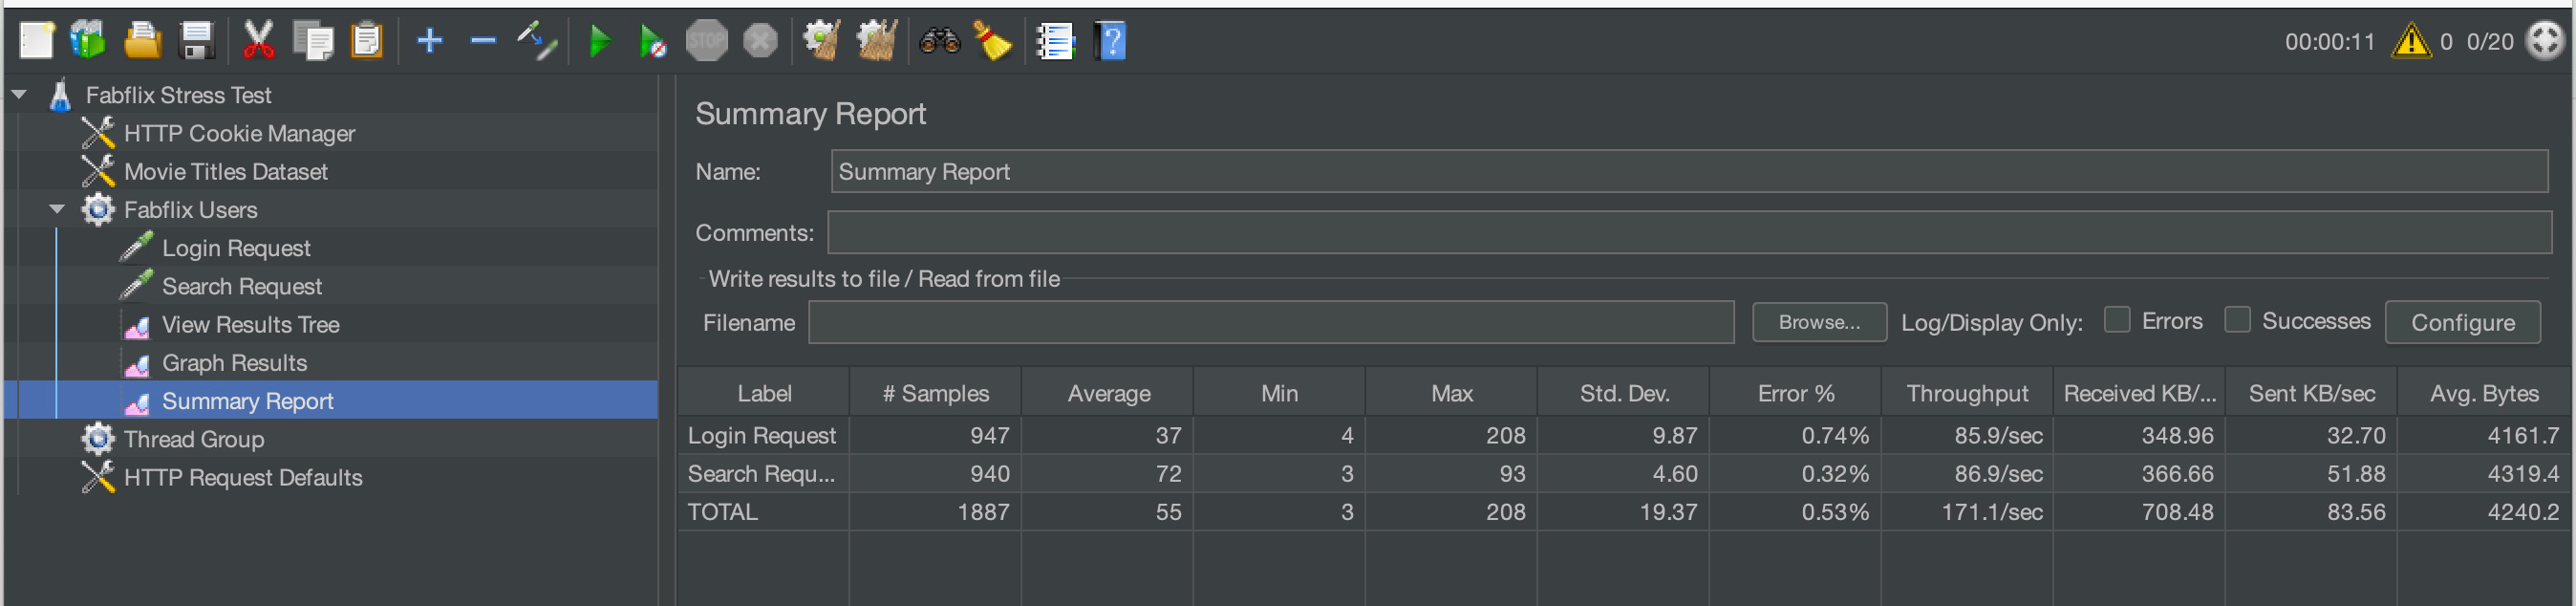 STOP
?
00:00:11 0 0/20
Fabflix Stress Test
HTTP Cookie Manager
Movie Titles Dataset
Fabflix Users
Login Request
Search Request
View Results Tree
Graph Results
Summary Report
Thread Group
HTTP Request Defaults
Summary Report
Name: Summary Report
Comments:
Write results to file / Read from file
Filename Browse... Log/Display Only: Errors Successes Configure
Label # Samples Average Min Max Std. Dev. Error % Throughput Received KB/... Sent KB/sec Avg. Bytes
Login Request 947 37 4 208 9.87 0.74% 85.9/sec 348.96 32.70 4161.7
Search Requ... 940 72 3 93 4.60 0.32% 86.9/sec 366.66 51.88 4319.4
TOTAL 1887 55 3 208 19.37 0.53% 171.1/sec 708.48 83.56 4240.2